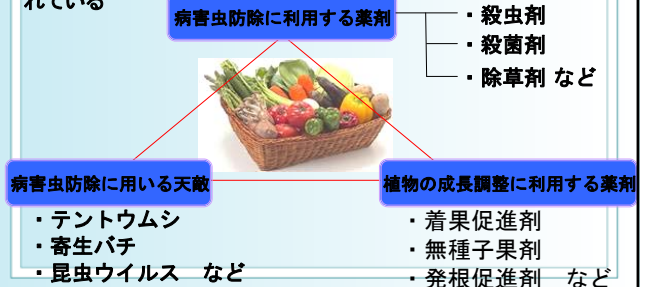 れている
病害虫防除に利用する薬剤
・殺虫剤
・殺菌剤
・除草剤 など
病害虫防除に用いる天敵
植物の成長調整に利用する薬剤
・テントウムシ
・寄生バチ
・昆虫ウイルス など
・着果促進剤
・無種子果剤
・発根促進剤 など